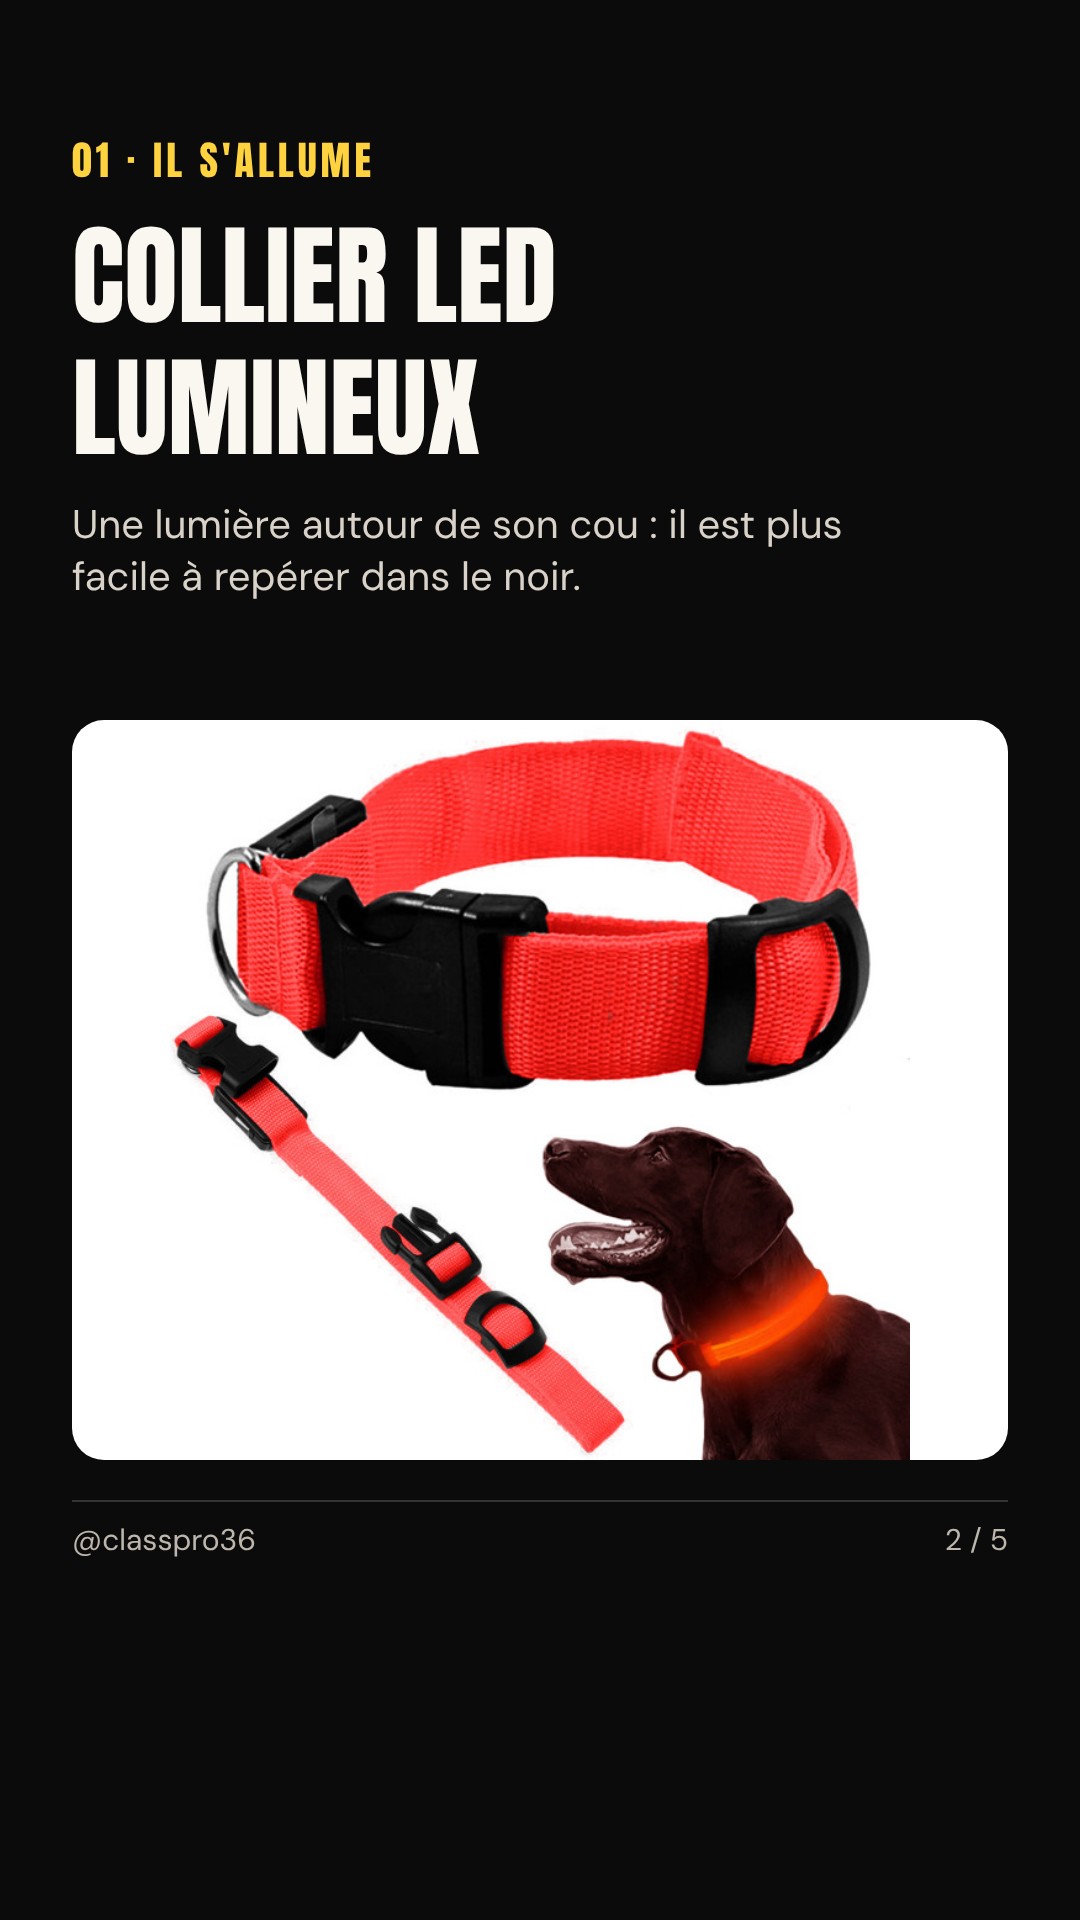 01 · IL S'ALLUME
COLLIER LED
LUMINEUX
Une lumière autour de son cou : il est plus
facile à repérer dans le noir.
@classpro36
2 / 5